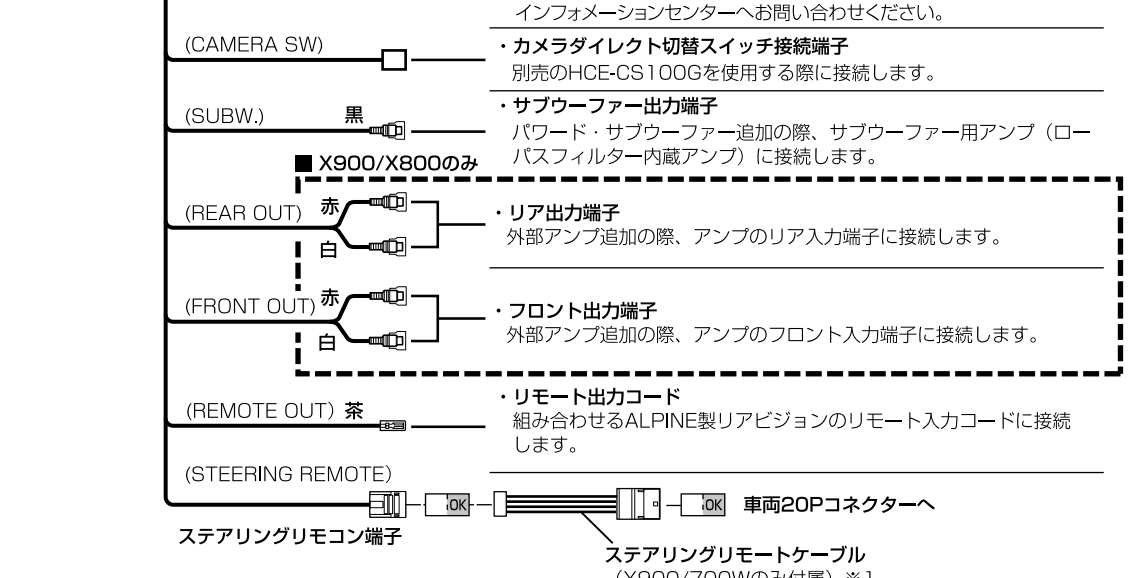 インフォメーションセンターへお問い合わせください。
(CAMERA SW)
・カメラダイレクト切替スイッチ接続端子
別売のHCE-CS100Gを使用する際に接続します。
(SUBW.) 黒
・サブウーファー出力端子
パワード・サブウーファー追加の際、サブウーファー用アンプ（ロー
パスフィルター内蔵アンプ）に接続します。
■ X900/X800のみ
(REAR OUT) 赤
白
・リア出力端子
外部アンプ追加の際、アンプのリア入力端子に接続します。
(FRONT OUT) 赤
白
・フロント出力端子
外部アンプ追加の際、アンプのフロント入力端子に接続します。
(REMOTE OUT) 茶
・リモート出力コード
組み合わせるALPINE製リアビジョンのリモート入力コードに接続
します。
(STEERING REMOTE)
OK
OK
車両20Pコネクターへ
ステアリングリモコン端子
ステアリングリモートケーブル
（X900/700Wのみ付属）※1